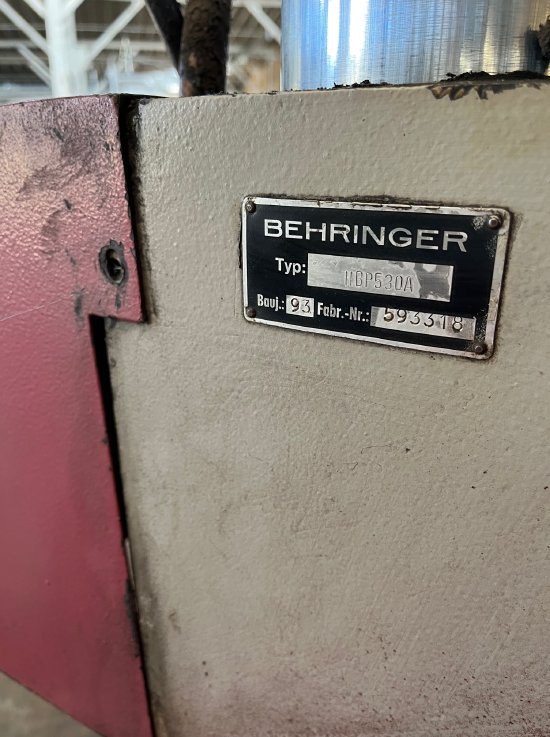 BEHRINGER
Typ: HBP530A
Bauj.: 93 Fabr.-Nr.: 593318